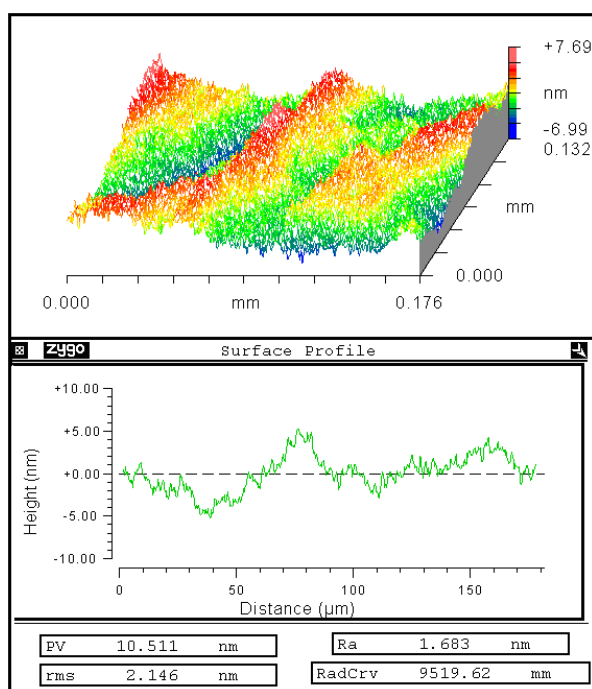 +7.69
nm
-6.99
0.132
mm
0.000
0.000 mm 0.176
zygo Surface Profile
+10.00
+5.00
+0.00
-5.00
-10.00
Height (nm)
0 50 100 150
Distance (µm)
PV 10.511 nm
Ra 1.683 nm
rms 2.146 nm
RadCrv 9519.62 mm